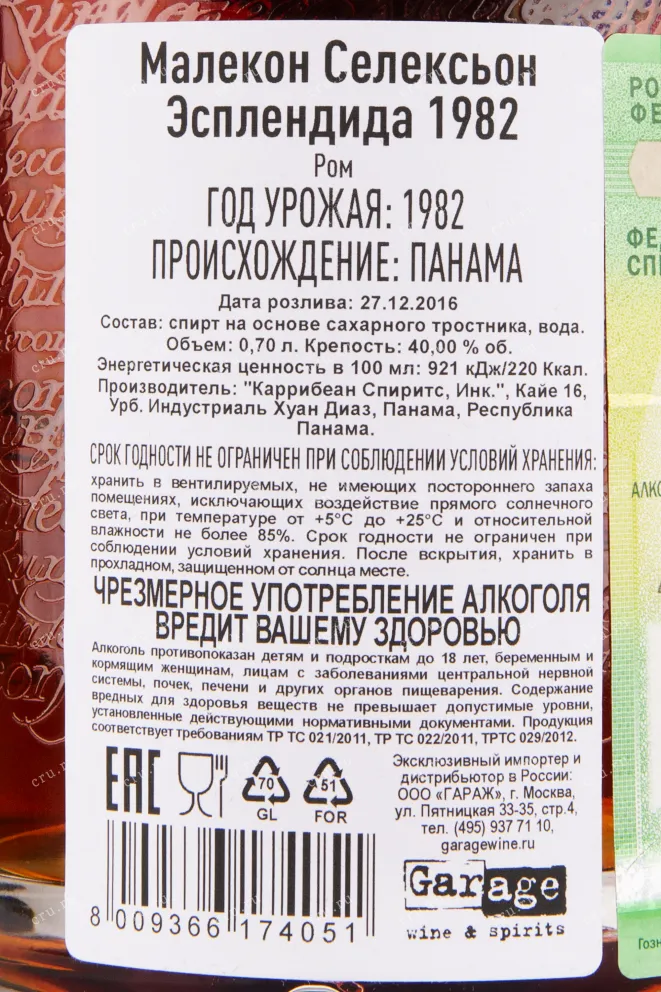 Малекон Селексьон
Эсплендида 1982
Ром
ГОД УРОЖАЯ: 1982
ПРОИСХОЖДЕНИЕ: ПАНАМА
Дата розлива: 27.12.2016
Состав: спирт на основе сахарного тростника, вода.
Объем: 0,70 л. Крепость: 40,00 % об.
Энергетическая ценность в 100 мл: 921 кДж/220 Ккал.
Производитель: "Каррибеан Спиритс, Инк.", Кайе 16,
Урб. Индустриаль Хуан Диаз, Панама, Республика
Панама.
СРОК ГОДНОСТИ НЕ ОГРАНИЧЕН ПРИ СОБЛЮДЕНИИ УСЛОВИЙ ХРАНЕНИЯ:
хранить в вентилируемых, не имеющих постороннего запаха
помещениях, исключающих воздействие прямого солнечного
света, при температуре от +5°С до +25°С и относительной
влажности не более 85%. Срок годности не ограничен при
соблюдении условий хранения. После вскрытия, хранить в
прохладном, защищенном от солнца месте.
ЧРЕЗМЕРНОЕ УПОТРЕБЛЕНИЕ АЛКОГОЛЯ
ВРЕДИТ ВАШЕМУ ЗДОРОВЬЮ
Алкоголь противопоказан детям и подросткам до 18 лет, беременным и
кормящим женщинам, лицам с заболеваниями центральной нервной
системы, почек, печени и других органов пищеварения. Содержание
вредных для здоровья веществ не превышает допустимые уровни,
установленные действующими нормативными документами. Продукция
соответствует требованиям ТР ТС 021/2011, ТР ТС 022/2011, ТРТС 029/2012.
EAC
70
GL
51
FOR
Эксклюзивный импортер и
дистрибьютор в России:
ООО «ГАРАЖ», г. Москва,
ул. Пятницкая 33-35, стр.4,
тел. (495) 937 71 10,
garagewine.ru
Garage
wine & spirits
8 009366 174051
РО
ФЕ
ФЕД
СПЕ
АЛКО
Гозн